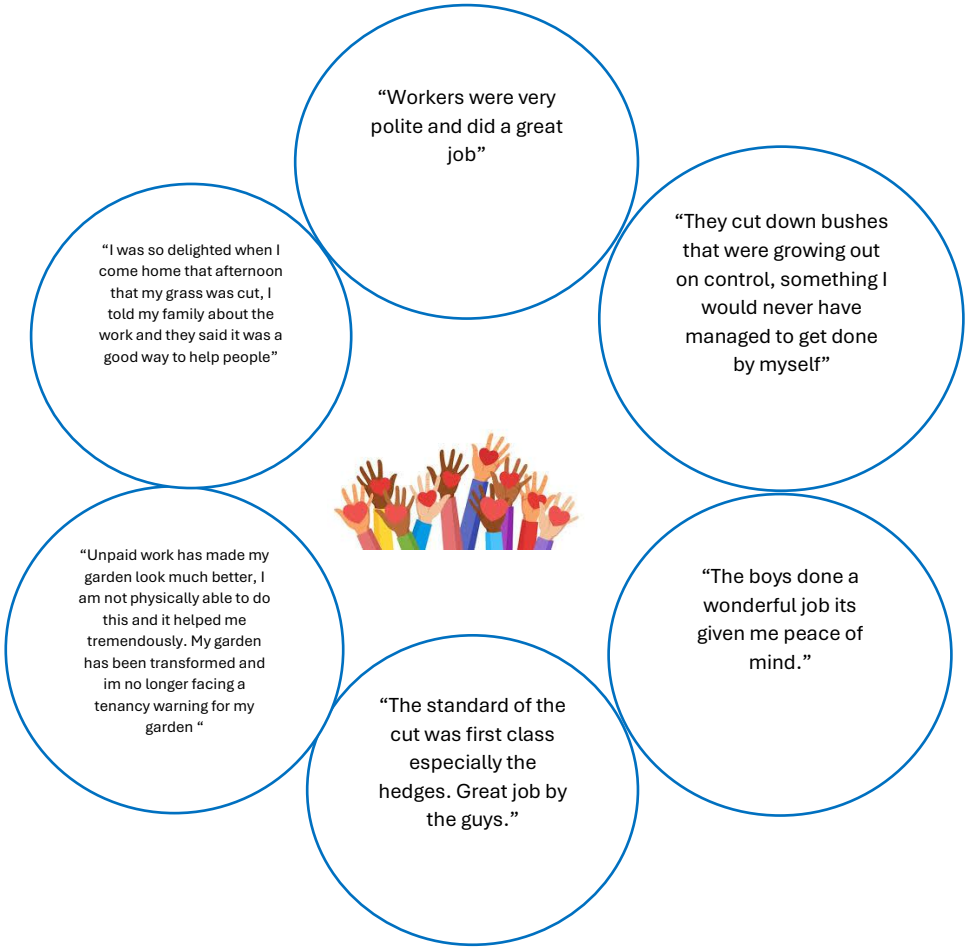 “Workers were very
polite and did a great
job”
“They cut down bushes
that were growing out
on control, something I
would never have
managed to get done
by myself”
“I was so delighted when I
come home that afternoon
that my grass was cut, I
told my family about the
work and they said it was a
good way to help people”
“Unpaid work has made my
garden look much better, I
am not physically able to do
this and it helped me
tremendously. My garden
has been transformed and
im no longer facing a
tenancy warning for my
garden “
“The boys done a
wonderful job its
given me peace of
mind.”
“The standard of the
cut was first class
especially the
hedges. Great job by
the guys.”